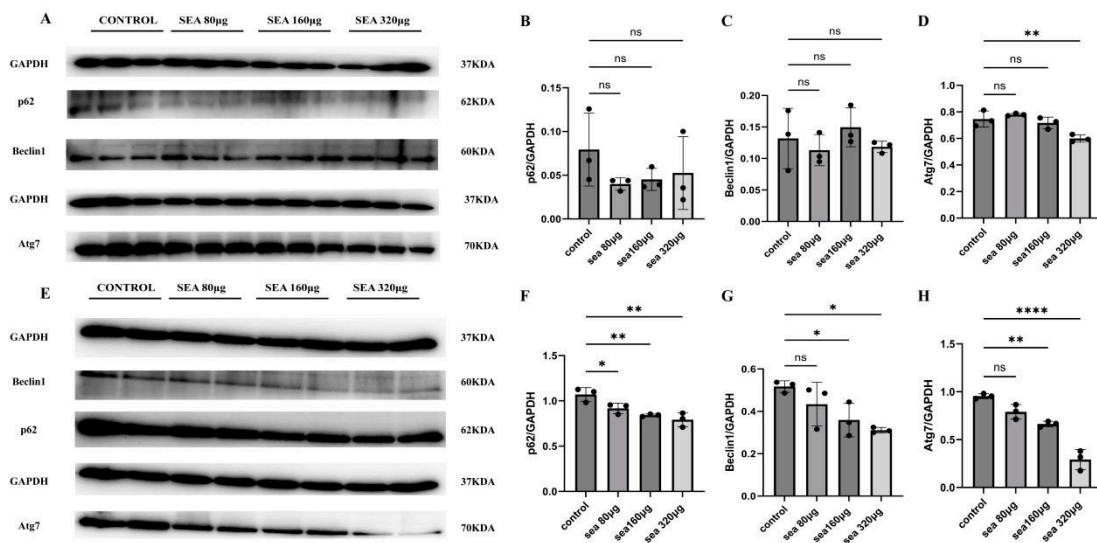 A
CONTROL SEA 80μg SEA 160μg SEA 320μg
GAPDH 37KDA
p62 62KDA
Beclin1 60KDA
GAPDH 37KDA
Atg7 70KDA
B
ns
ns
ns
p62/GAPDH
0.15
0.10
0.05
0.00
control sea 80μg sea160μg sea 320μg
C
ns
ns
ns
Beclin1/GAPDH
0.20
0.15
0.10
0.05
0.00
control sea 80μg sea160μg sea 320μg
D
**
ns
ns
Atg7/GAPDH
1.0
0.8
0.6
0.4
0.2
0.0
control sea 80μg sea160μg sea 320μg
E
CONTROL SEA 80μg SEA 160μg SEA 320μg
GAPDH 37KDA
Beclin1 60KDA
p62 62KDA
GAPDH 37KDA
Atg7 70KDA
F
**
**
*
p62/GAPDH
1.5
1.0
0.5
0.0
control sea 80μg sea160μg sea 320μg
G
*
*
ns
Beclin1/GAPDH
0.6
0.4
0.2
0.0
control sea 80μg sea160μg sea 320μg
H
****
**
ns
Atg7/GAPDH
1.5
1.0
0.5
0.0
control sea 80μg sea160μg sea 320μg